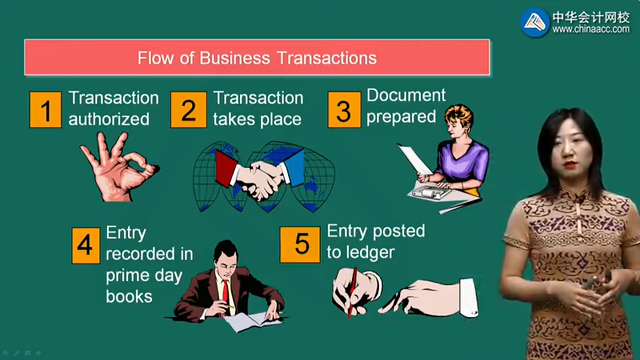 中华会计网校
www.chinaacc.com
Flow of Business Transactions
1
Transaction
authorized
2
Transaction
takes place
3
Document
prepared
4
Entry
recorded in
prime day
books
5
Entry posted
to ledger